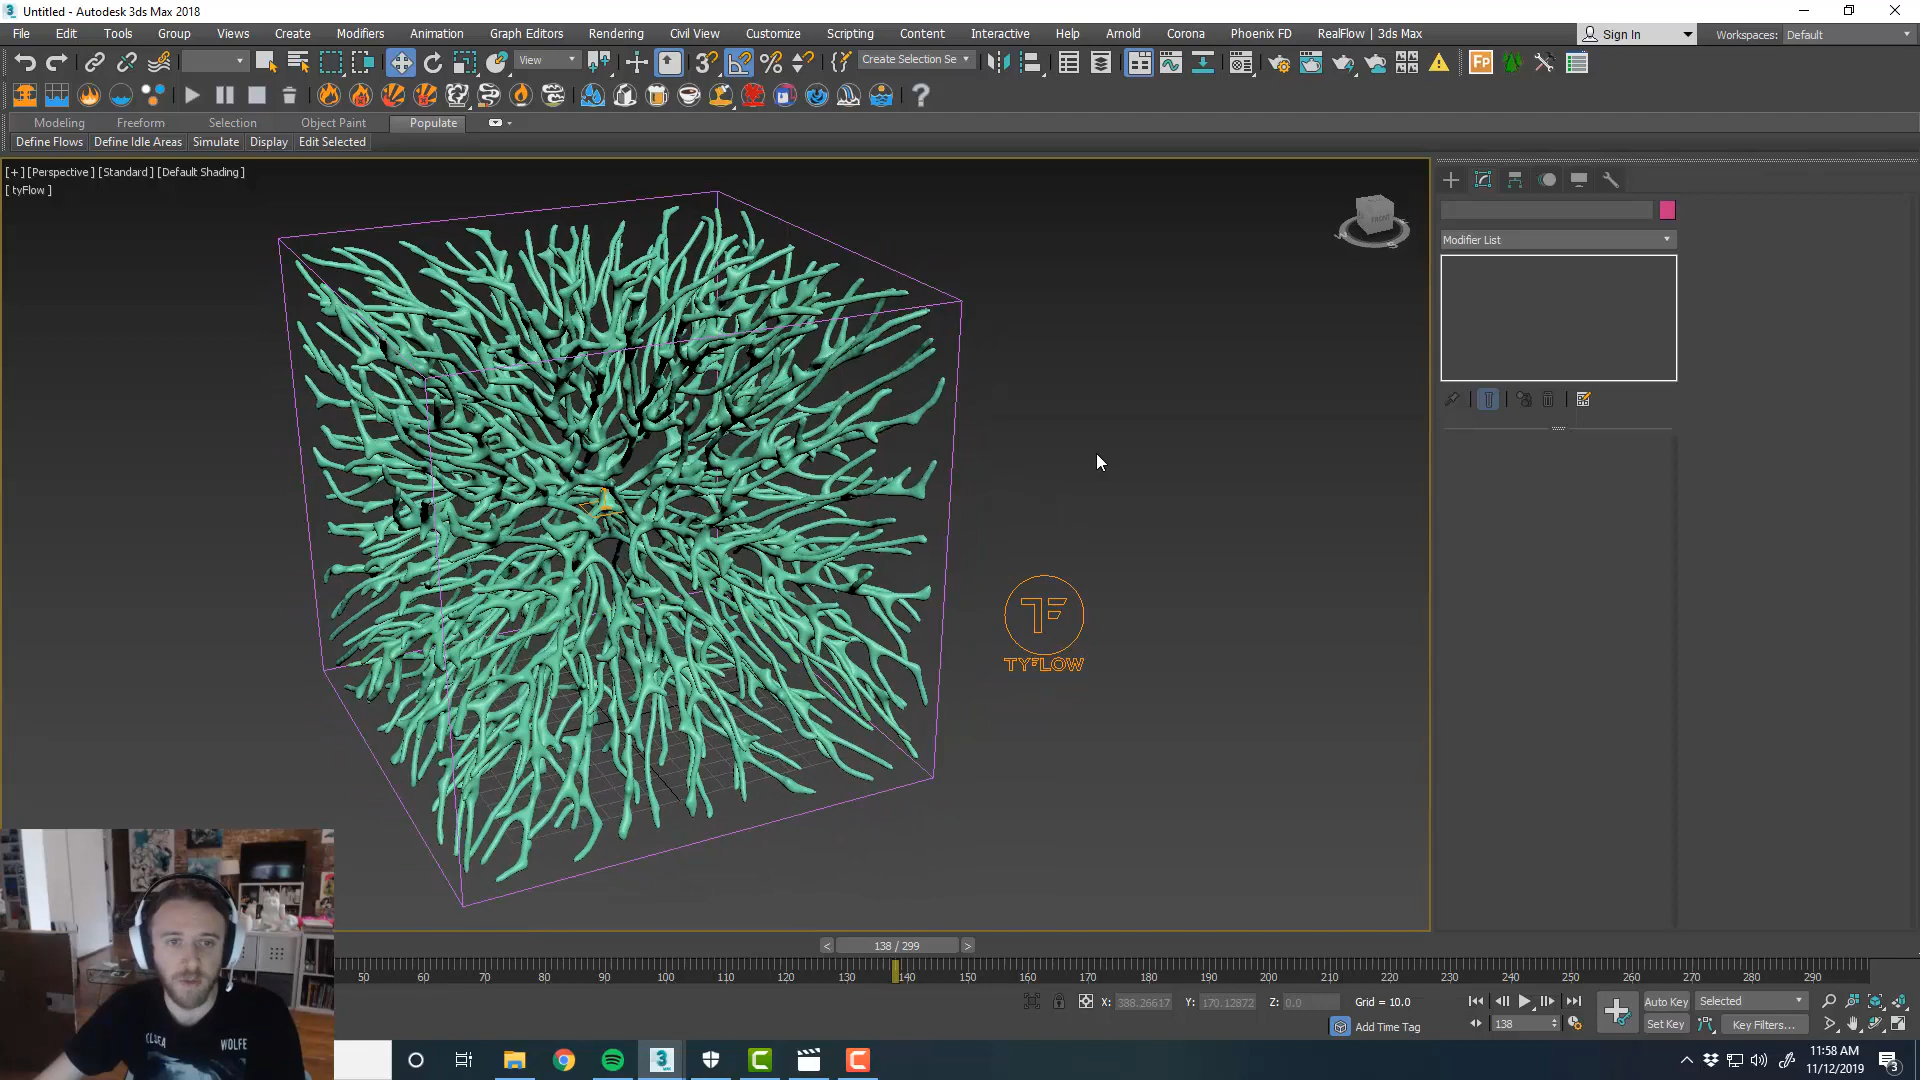 Untitled - Autodesk 3ds Max 2018
File Edit Tools Group Views Create Modifiers Animation Graph Editors Rendering Civil View Customize Scripting Content Interactive Help Arnold Corona Phoenix FD RealFlow | 3ds Max Sign In Workspaces: Default
View Create Selection Se
Modeling Freeform Selection Object Paint Populate
Define Flows Define Idle Areas Simulate Display Edit Selected
[ + ] [Perspective ] [Standard ] [Default Shading ]
[ tyFlow ]
FRONT
Modifier List
TYFLOW
< 138 / 299 >
50 60 70 80 90 100 110 120 130 140 150 160 170 180 190 200 210 220 230 240 250 260 270 280 290
X: 388.26617 Y: 170.12872 Z: 0.0 Grid = 10.0 Auto Key Selected
Add Time Tag 138 Set Key Key Filters...
WOLFE
11:58 AM
11/12/2019
3